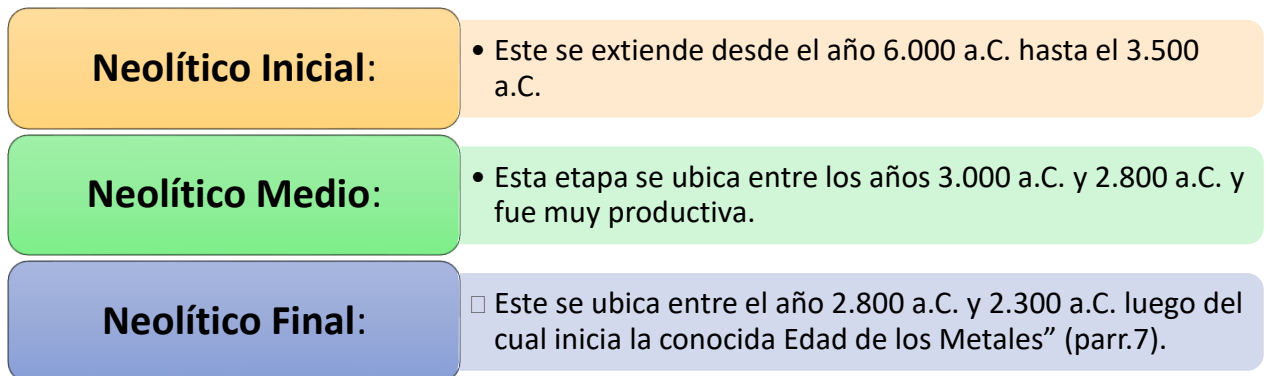 Neolítico Inicial:
• Este se extiende desde el año 6.000 a.C. hasta el 3.500
a.C.
Neolítico Medio:
• Esta etapa se ubica entre los años 3.000 a.C. y 2.800 a.C. y
fue muy productiva.
Neolítico Final:
□ Este se ubica entre el año 2.800 a.C. y 2.300 a.C. luego del
cual inicia la conocida Edad de los Metales” (parr.7).